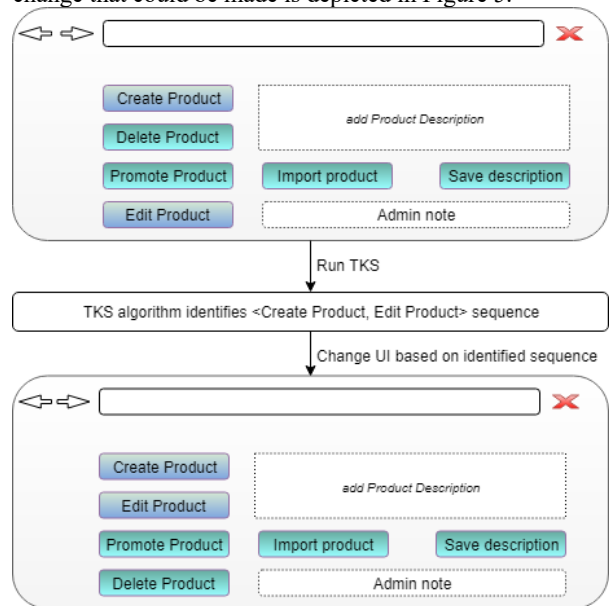 change that could be made is depicted in Figure 3.
Create Product
add Product Description
Delete Product
Promote Product Import product Save description
Edit Product Admin note
Run TKS
TKS algorithm identifies <Create Product, Edit Product> sequence
Change UI based on identified sequence
Create Product
add Product Description
Edit Product
Promote Product Import product Save description
Delete Product Admin note